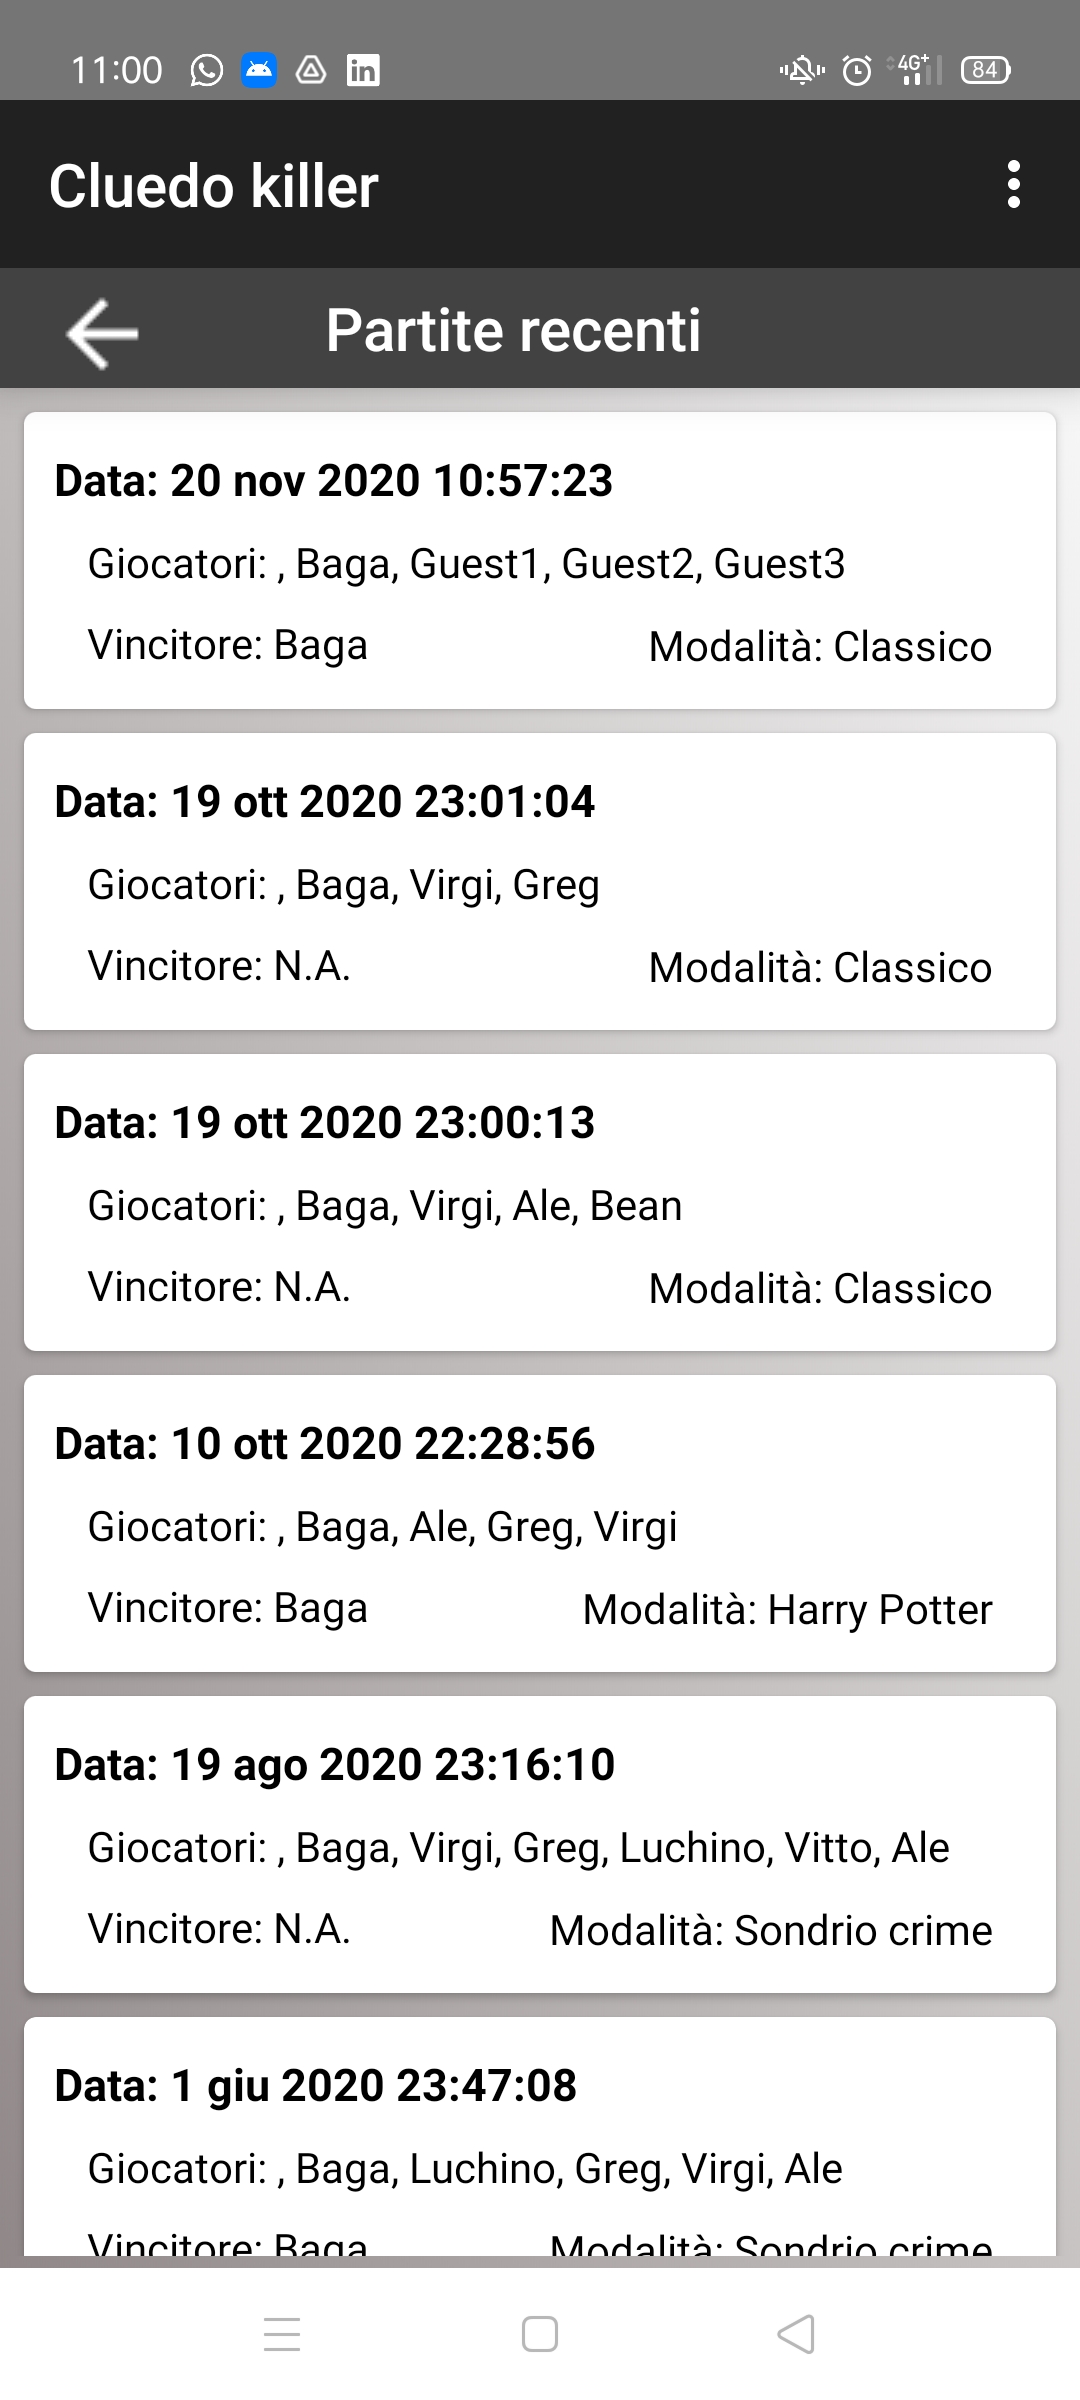 11:00 in 4G+ 84
Cluedo killer
Partite recenti
Data: 20 nov 2020 10:57:23
Giocatori: , Baga, Guest1, Guest2, Guest3
Vincitore: Baga Modalità: Classico
Data: 19 ott 2020 23:01:04
Giocatori: , Baga, Virgi, Greg
Vincitore: N.A. Modalità: Classico
Data: 19 ott 2020 23:00:13
Giocatori: , Baga, Virgi, Ale, Bean
Vincitore: N.A. Modalità: Classico
Data: 10 ott 2020 22:28:56
Giocatori: , Baga, Ale, Greg, Virgi
Vincitore: Baga Modalità: Harry Potter
Data: 19 ago 2020 23:16:10
Giocatori: , Baga, Virgi, Greg, Luchino, Vitto, Ale
Vincitore: N.A. Modalità: Sondrio crime
Data: 1 giu 2020 23:47:08
Giocatori: , Baga, Luchino, Greg, Virgi, Ale
Vincitore: Baga Modalità: Sondrio crime